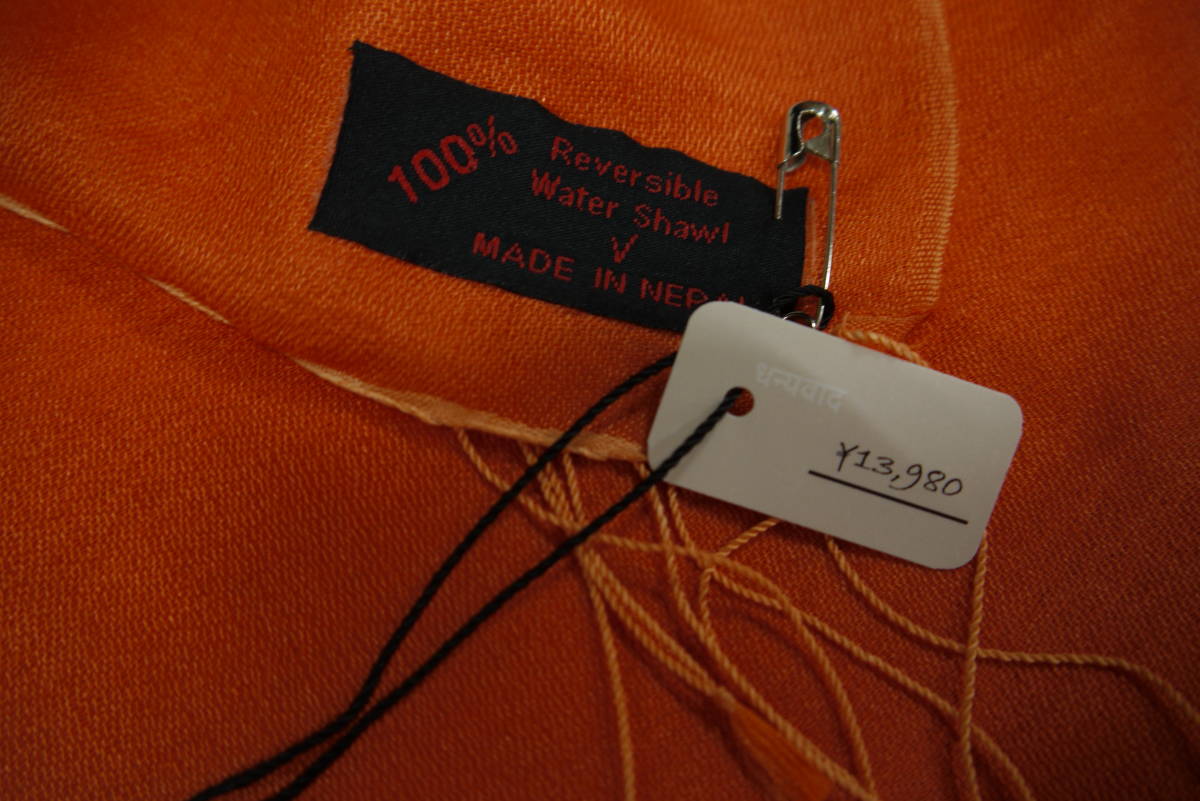 100%
Reversible
Water Shawl
V
MADE IN NEPAL
धन्यवाद
¥13,980